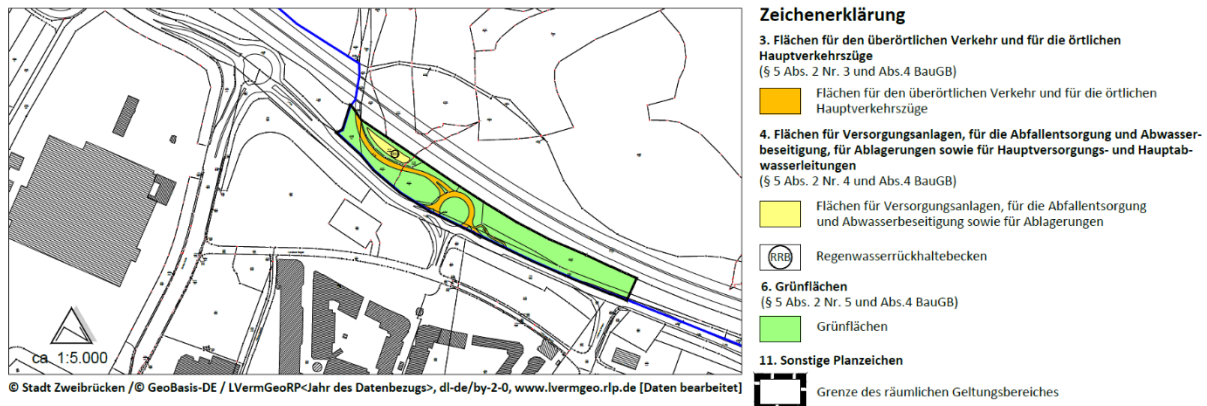 ca. 1:5.000
© Stadt Zweibrücken /© GeoBasis-DE / LVermGeoRP<Jahr des Datenbezugs>, dl-de/by-2-0, www.lvermgeo.rlp.de [Daten bearbeitet]
Zeichenerklärung
3. Flächen für den überörtlichen Verkehr und für die örtlichen
Hauptverkehrszüge
(§ 5 Abs. 2 Nr. 3 und Abs.4 BauGB)
Flächen für den überörtlichen Verkehr und für die örtlichen
Hauptverkehrszüge
4. Flächen für Versorgungsanlagen, für die Abfallentsorgung und Abwasser-
beseitigung, für Ablagerungen sowie für Hauptversorgungs- und Hauptab-
wasserleitungen
(§ 5 Abs. 2 Nr. 4 und Abs.4 BauGB)
Flächen für Versorgungsanlagen, für die Abfallentsorgung
und Abwasserbeseitigung sowie für Ablagerungen
RRB Regenwasserrückhaltebecken
6. Grünflächen
(§ 5 Abs. 2 Nr. 5 und Abs.4 BauGB)
Grünflächen
11. Sonstige Planzeichen
Grenze des räumlichen Geltungsbereiches